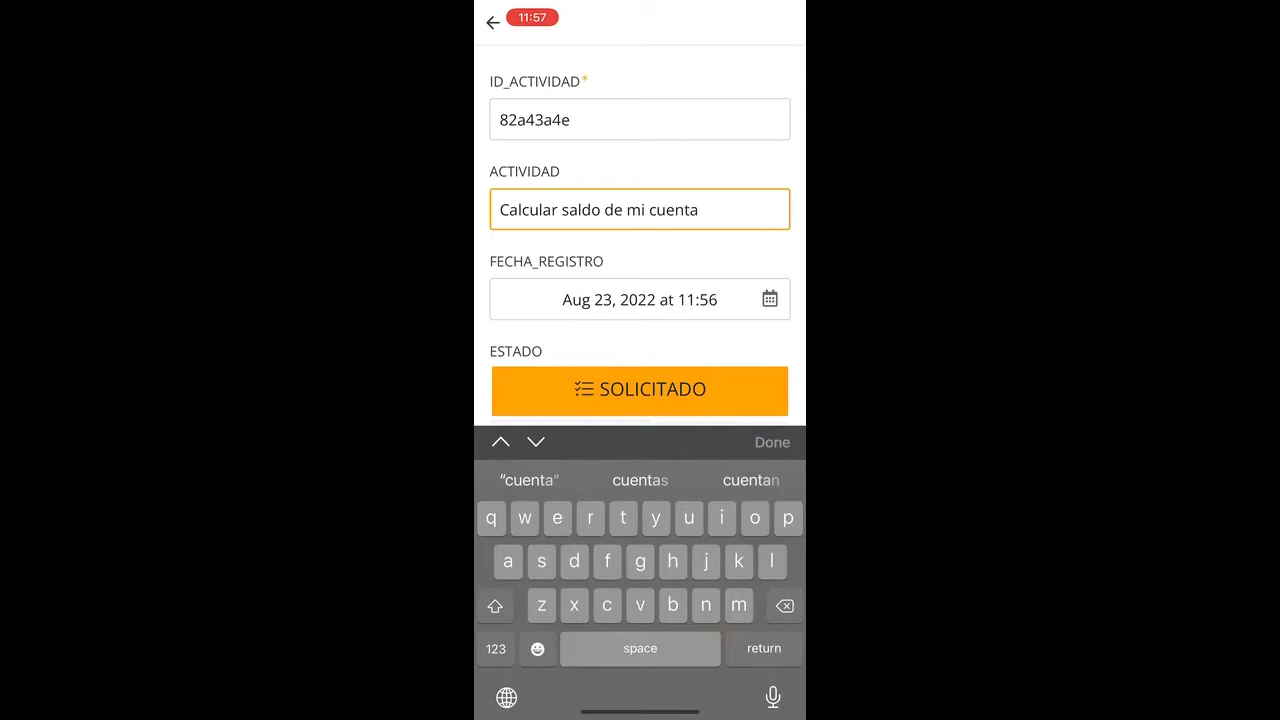 11:57
ID_ACTIVIDAD*
82a43a4e
ACTIVIDAD
Calcular saldo de mi cuenta
FECHA_REGISTRO
Aug 23, 2022 at 11:56
ESTADO
SOLICITADO
Done
“cuenta” cuentas cuentan
q w e r t y u i o p
a s d f g h j k l
z x c v b n m
123 space return